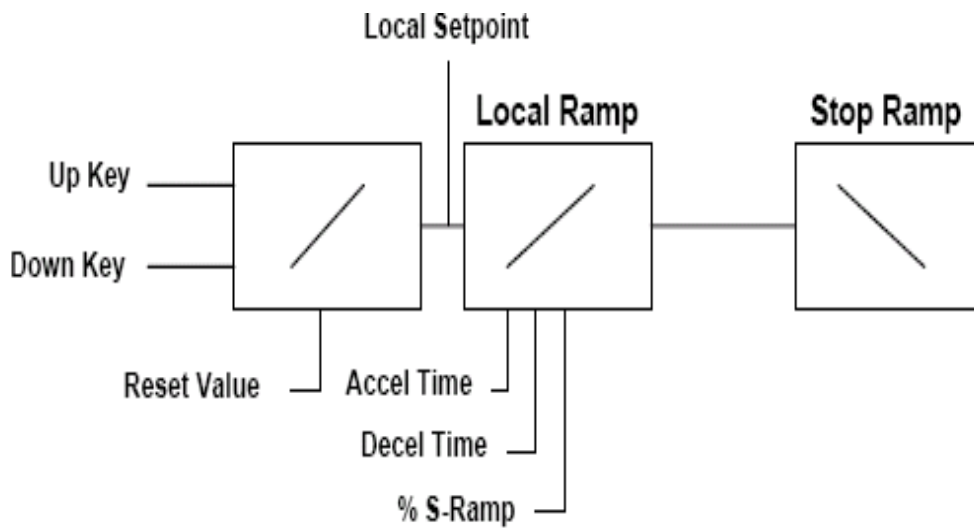 Local Setpoint
Local Ramp
Stop Ramp
Up Key
Down Key
Reset Value
Accel Time
Decel Time
% S-Ramp